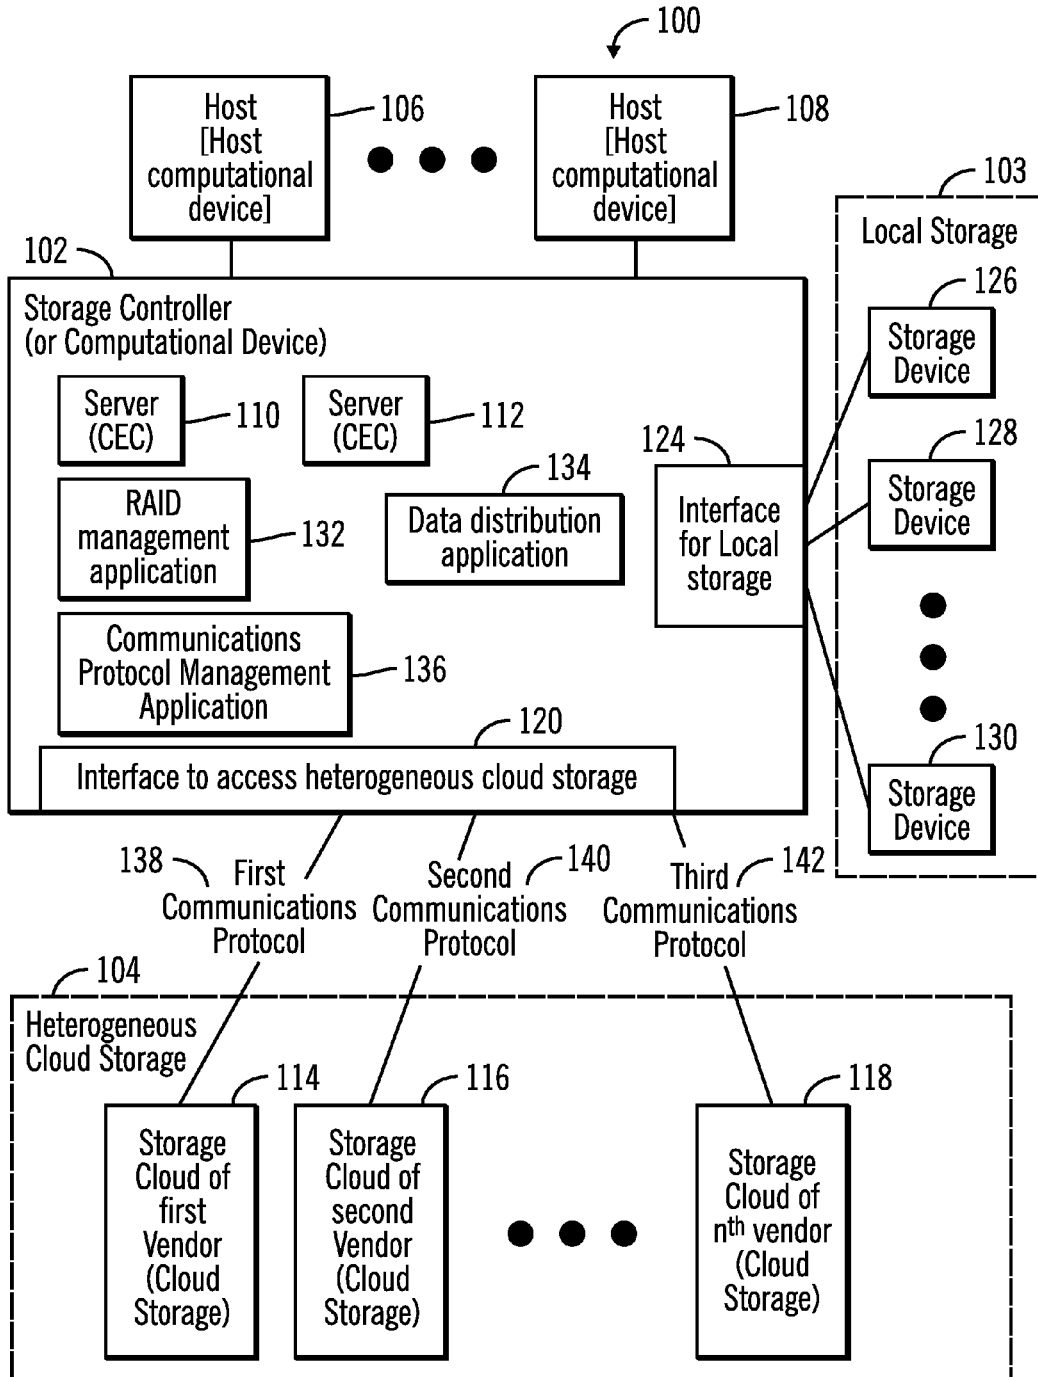 100
Host
[Host
computational
device]
106
Host
[Host
computational
device]
108
103
Local Storage
102
Storage Controller
(or Computational Device)
126
Storage
Device
Server
(CEC)
110
Server
(CEC)
112
124
Interface
for Local
storage
128
Storage
Device
134
Data distribution
application
RAID
management
application
132
Communications
Protocol Management
Application
136
130
Storage
Device
120
Interface to access heterogeneous cloud storage
138
First
Communications
Protocol
140
Second
Communications
Protocol
142
Third
Communications
Protocol
104
Heterogeneous
Cloud Storage
114
Storage
Cloud of
first
Vendor
(Cloud
Storage)
116
Storage
Cloud of
second
Vendor
(Cloud
Storage)
118
Storage
Cloud of
nth vendor
(Cloud
Storage)